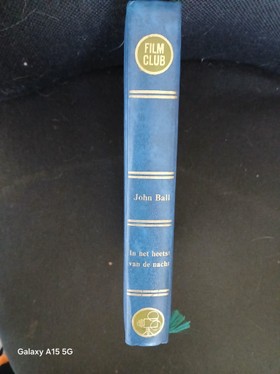 FILM
CLUB
John Ball
In het heetst
van de nacht
Galaxy A15 5G